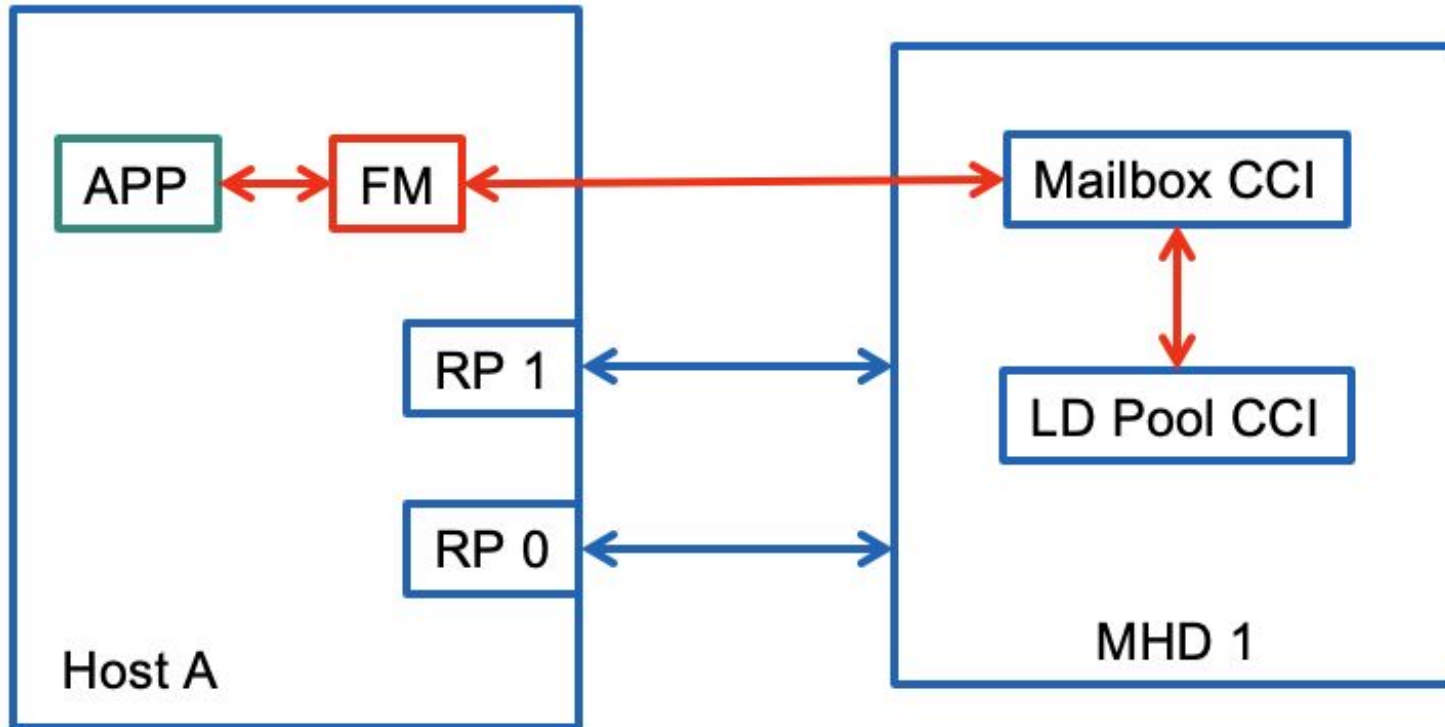 APP
FM
Mailbox CCI
RP 1
LD Pool CCI
RP 0
Host A
MHD 1